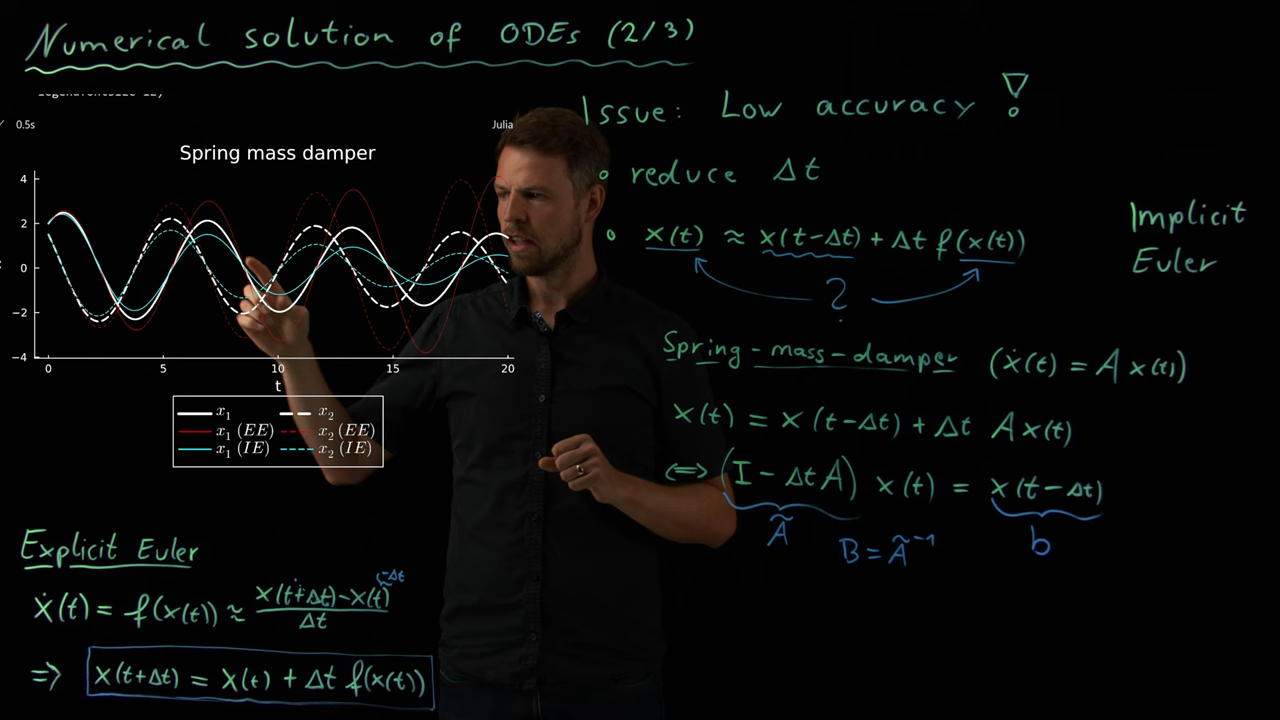 Numerical solution of ODEs (2/3)
0.5s
Julia
Spring mass damper
4
2
0
−2
−4
0 5 10 15 20
t
x₁ x₂
x₁ (EE) x₂ (EE)
x₁ (IE) x₂ (IE)
Explicit Euler
ẋ(t) = f(x(t)) ≈ (x(t+Δt)−x(t))/Δt
−Δt
⇒ x(t+Δt) = x(t) + Δt f(x(t))
Issue: Low accuracy !
∘ reduce Δt
∘ x(t) ≈ x(t−Δt) + Δt f(x(t))
?
Implicit
Euler
Spring-mass-damper (ẋ(t) = A x(t))
x(t) = x(t−Δt) + Δt A x(t)
⟺ (I − Δt A) x(t) = x(t−Δt)
Ã B = Ã⁻¹ b